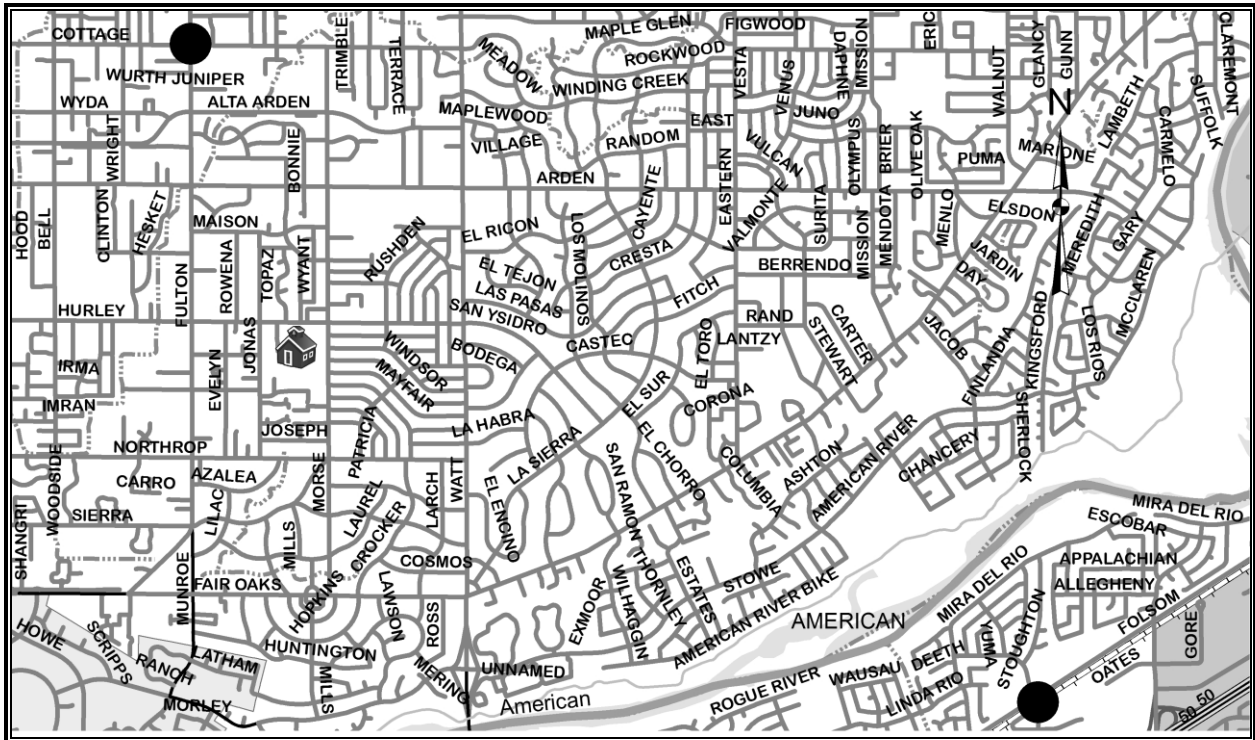 COTTAGE
MAPLE GLEN
FIGWOOD
TRIMBLE
TERRACE
MEADOW
ROCKWOOD
VESTA
VENUS
DAPHNE
MISSION
ERIC
WALNUT
GLANCY
GUNN
CLAREMONT
WURTH JUNIPER
WINDING CREEK
SUFFOLK
WYDA
ALTA ARDEN
MAPLEWOOD
EAST
JUNO
N
LAMBETH
WRIGHT
BONNIE
VILLAGE
RANDOM
VULCAN
OLYMPUS
BRIER
OLIVE OAK
PUMA
MARIONE
CARMELO
ARDEN
HOOD
BELL
CLINTON
HESKET
MAISON
RUSHDEN
EL RICON
LOS MOLINOS
CAYENTE
EASTERN
VALMONTE
SURITA
MISSION
MENDOTA
MENLO
ELSDON
MEREDITH
GARY
FULTON
ROWENA
TOPAZ
WYANT
EL TEJON
CRESTA
BERRENDO
JARDIN
DAY
MCCLAREN
HURLEY
LAS PASAS
SAN YSIDRO
FITCH
RAND
CARTER
STEWART
JACOB
KINGSFORD
LOS RIOS
JONAS
WINDSOR
BODEGA
CASTEC
EL TORO
LANTZY
FINLANDIA
IRMA
EVELYN
MAYFAIR
EL SUR
CORONA
IMRAN
PATRICIA
LA HABRA
SHERLOCK
NORTHROP
JOSEPH
LA SIERRA
EL CHORRO
COLUMBIA
ASHTON
AMERICAN RIVER
CHANCERY
WOODSIDE
CARRO
AZALEA
MORSE
LAUREL
LARCH
WATT
EL ENCINO
SAN RAMON
MIRA DEL RIO
SHANGRI
SIERRA
LILAC
MILLS
CROCKER
COSMOS
ESCOBAR
APPALACHIAN
MUNROE
FAIR OAKS
HOPKINS
LAWSON
ROSS
EXMOOR
WILHAGGIN
THORNLEY
ESTATES
STOWE
MIRA DEL RIO
ALLEGHENY
FOLSOM
HOWE
SCRIPPS
AMERICAN RIVER BIKE
AMERICAN
YUMA
STOUGHTON
GORE
RANCH
LATHAM
HUNTINGTON
MERING
UNNAMED
WAUSAU
DEETH
OATES
MORLEY
MILLS
American
ROGUE RIVER
LINDA RIO
50
50